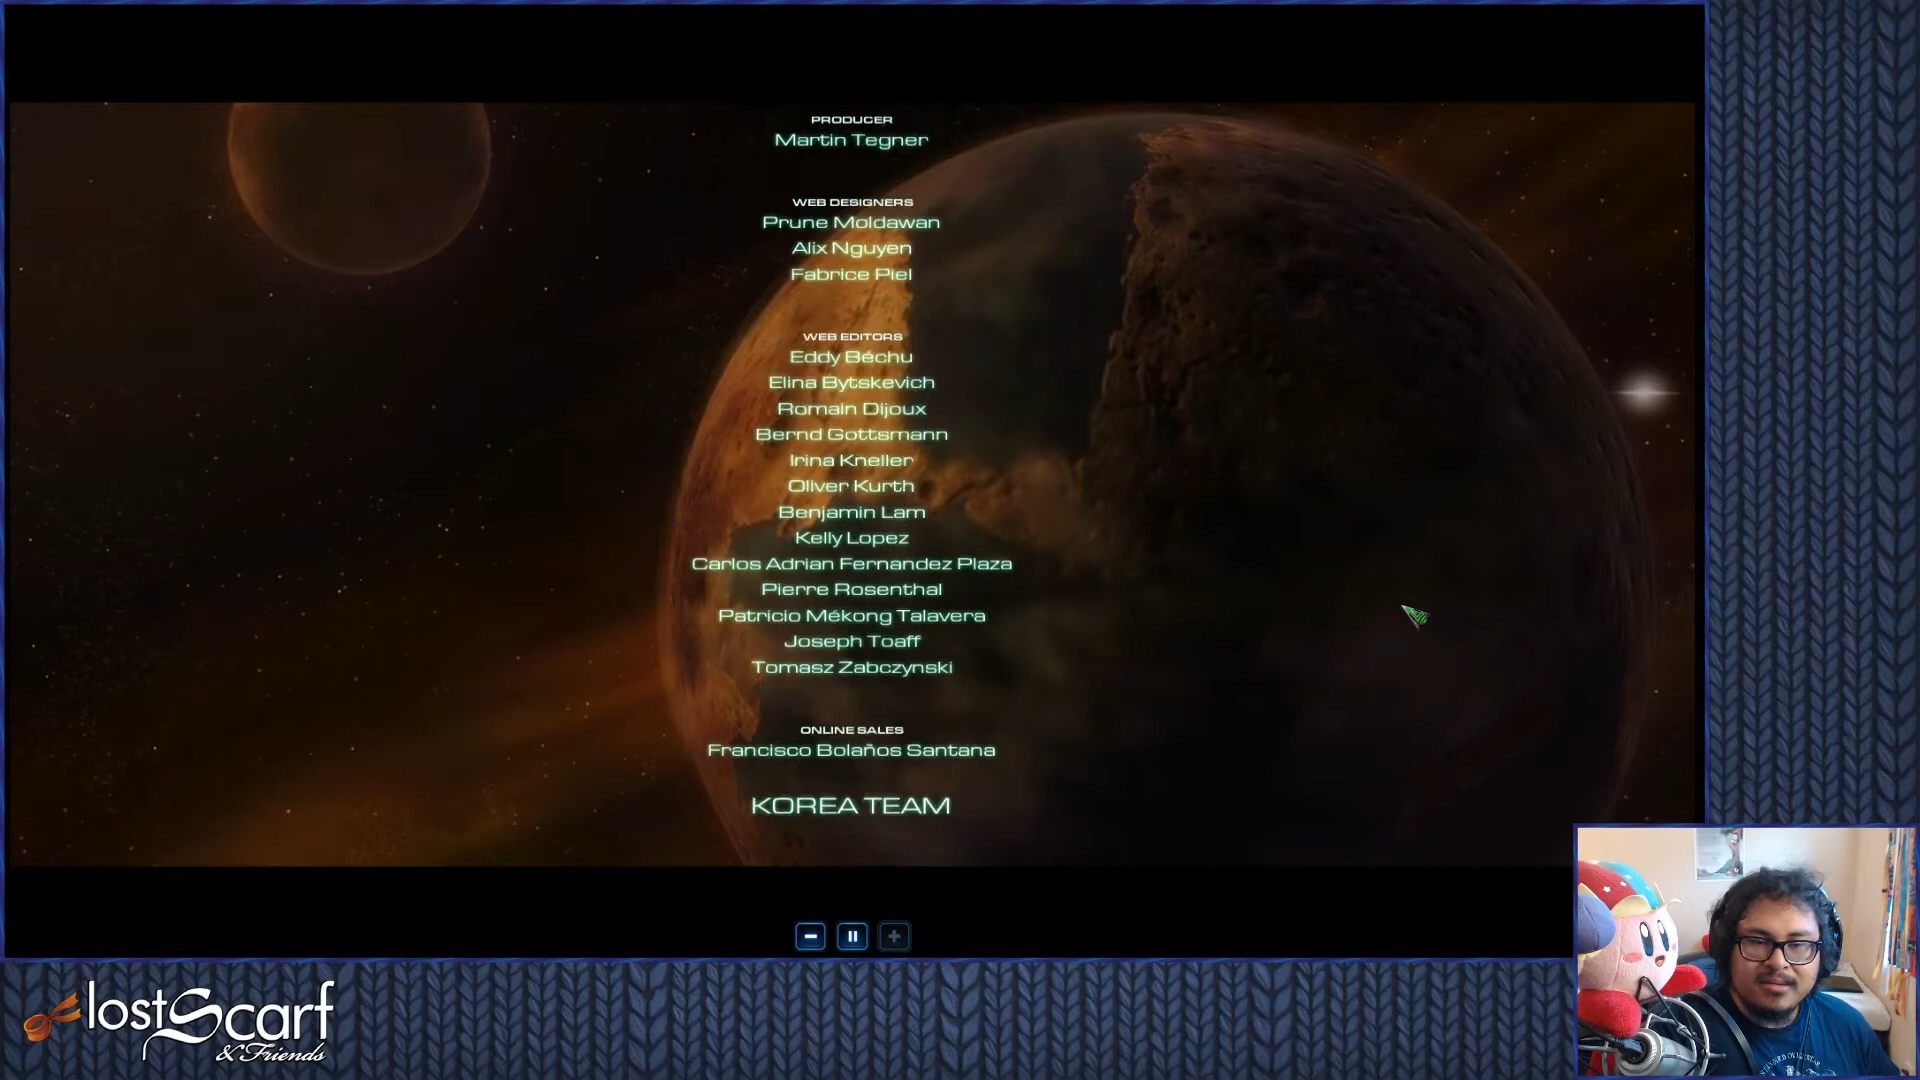 PRODUCER
Martin Tegner
WEB DESIGNERS
Prune Moldawan
Alix Nguyen
Fabrice Piel
WEB EDITORS
Eddy Béchu
Elina Bytskevich
Romain Dijoux
Bernd Gottsmann
Irina Kneller
Oliver Kurth
Benjamin Lam
Kelly Lopez
Carlos Adrian Fernandez Plaza
Pierre Rosenthal
Patricio Mékong Talavera
Joseph Toaff
Tomasz Zabczynski
ONLINE SALES
Francisco Bolaños Santana
KOREA TEAM
lostScarf
& Friends